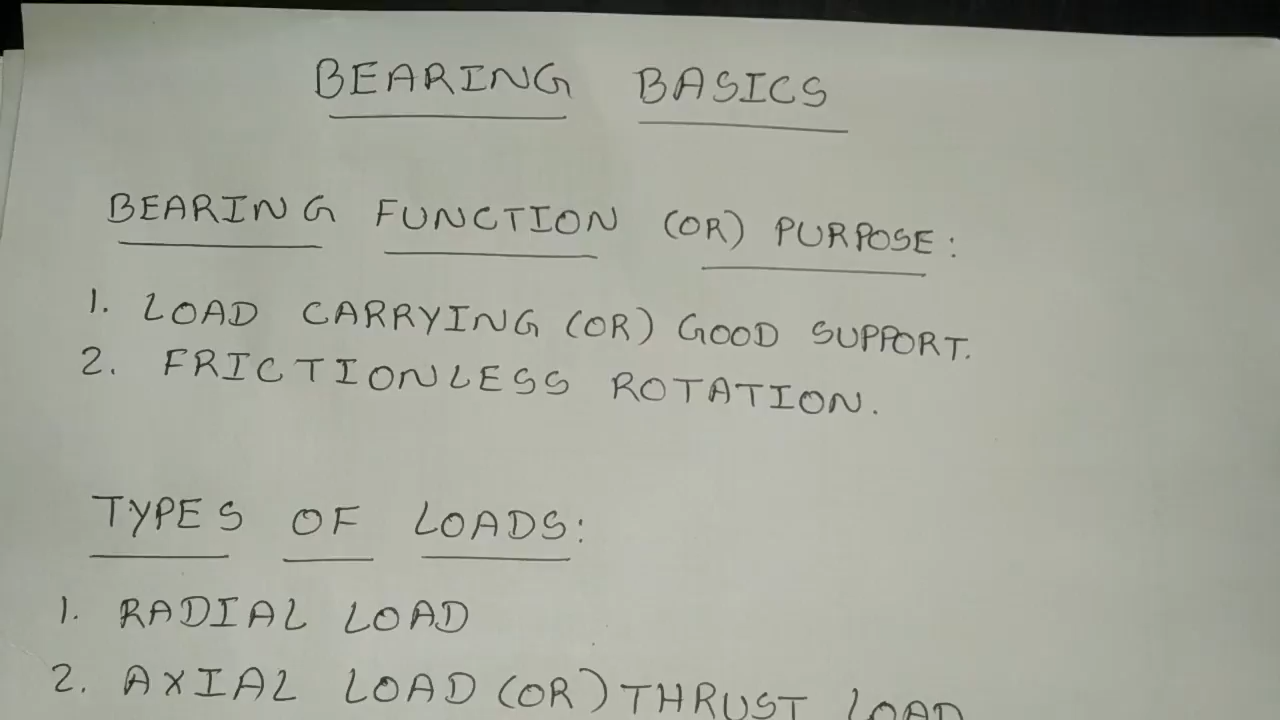 BEARING BASICS
BEARING FUNCTION (OR) PURPOSE:
1. LOAD CARRYING (OR) GOOD SUPPORT.
2. FRICTIONLESS ROTATION.
TYPES OF LOADS:
1. RADIAL LOAD
2. AXIAL LOAD (OR) THRUST LOAD